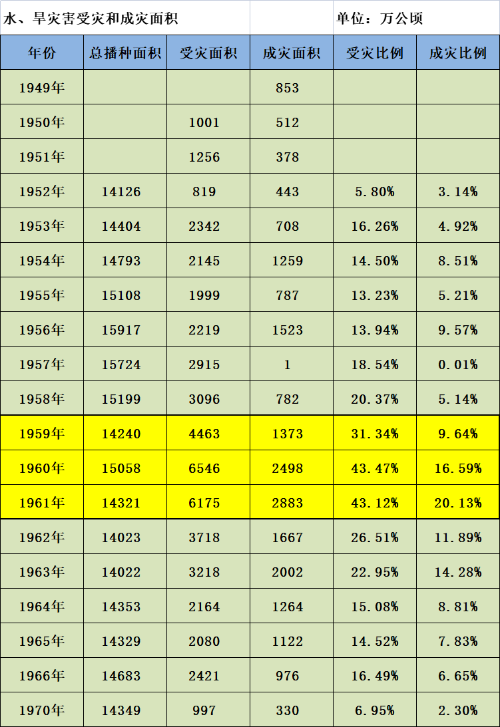 水、旱灾害受灾和成灾面积 单位：万公顷
年份 总播种面积 受灾面积 成灾面积 受灾比例 成灾比例
1949年 853
1950年 1001 512
1951年 1256 378
1952年 14126 819 443 5.80% 3.14%
1953年 14404 2342 708 16.26% 4.92%
1954年 14793 2145 1259 14.50% 8.51%
1955年 15108 1999 787 13.23% 5.21%
1956年 15917 2219 1523 13.94% 9.57%
1957年 15724 2915 1 18.54% 0.01%
1958年 15199 3096 782 20.37% 5.14%
1959年 14240 4463 1373 31.34% 9.64%
1960年 15058 6546 2498 43.47% 16.59%
1961年 14321 6175 2883 43.12% 20.13%
1962年 14023 3718 1667 26.51% 11.89%
1963年 14022 3218 2002 22.95% 14.28%
1964年 14353 2164 1264 15.08% 8.81%
1965年 14329 2080 1122 14.52% 7.83%
1966年 14683 2421 976 16.49% 6.65%
1970年 14349 997 330 6.95% 2.30%